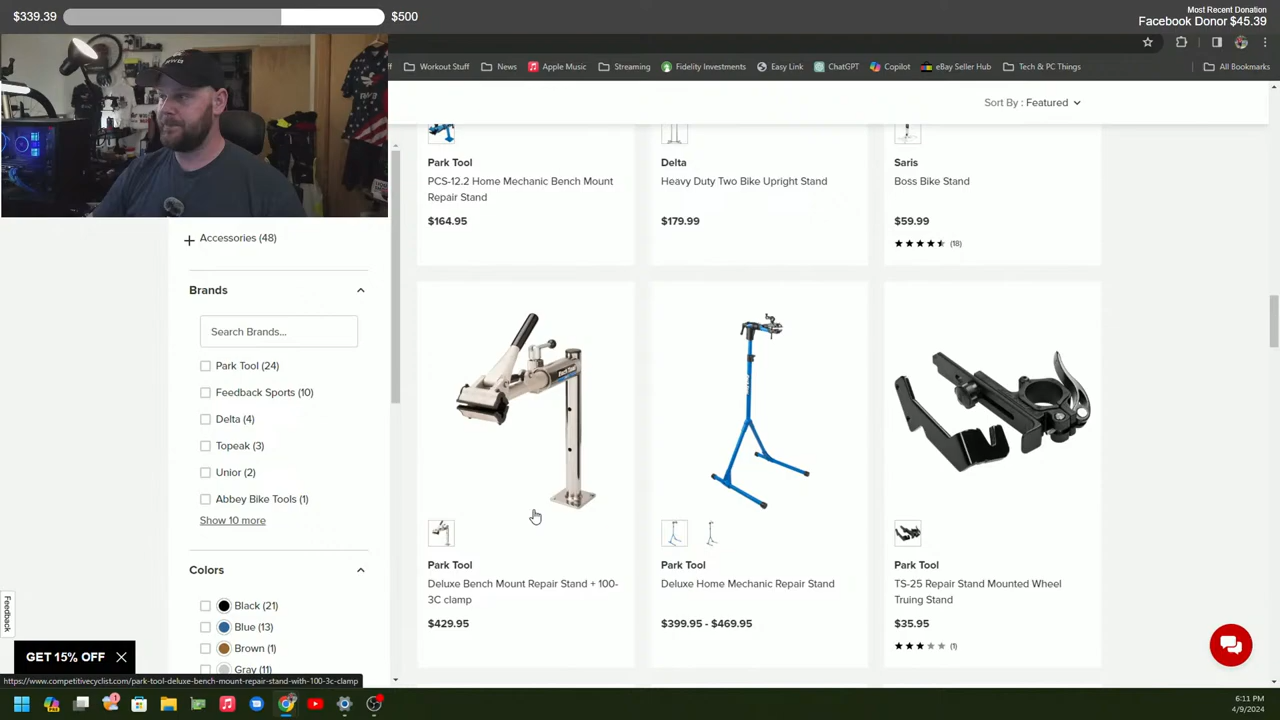 $339.39
$500
Most Recent Donation
Facebook Donor $45.39
Workout Stuff
News
Apple Music
Streaming
Fidelity Investments
Easy Link
ChatGPT
Copilot
eBay Seller Hub
Tech & PC Things
All Bookmarks
Sort By : Featured
Park Tool
PCS-12.2 Home Mechanic Bench Mount
Repair Stand
$164.95
Delta
Heavy Duty Two Bike Upright Stand
$179.99
Saris
Boss Bike Stand
$59.99
(18)
Accessories (48)
Brands
Search Brands...
Park Tool (24)
Feedback Sports (10)
Delta (4)
Topeak (3)
Unior (2)
Abbey Bike Tools (1)
Show 10 more
Colors
Black (21)
Blue (13)
Brown (1)
Gray (11)
Park Tool
Deluxe Bench Mount Repair Stand + 100-
3C clamp
$429.95
Park Tool
Deluxe Home Mechanic Repair Stand
$399.95 - $469.95
Park Tool
TS-25 Repair Stand Mounted Wheel
Truing Stand
$35.95
(1)
Feedback
GET 15% OFF
https://www.competitivecyclist.com/park-tool-deluxe-bench-mount-repair-stand-with-100-3c-clamp
6:11 PM
4/9/2024